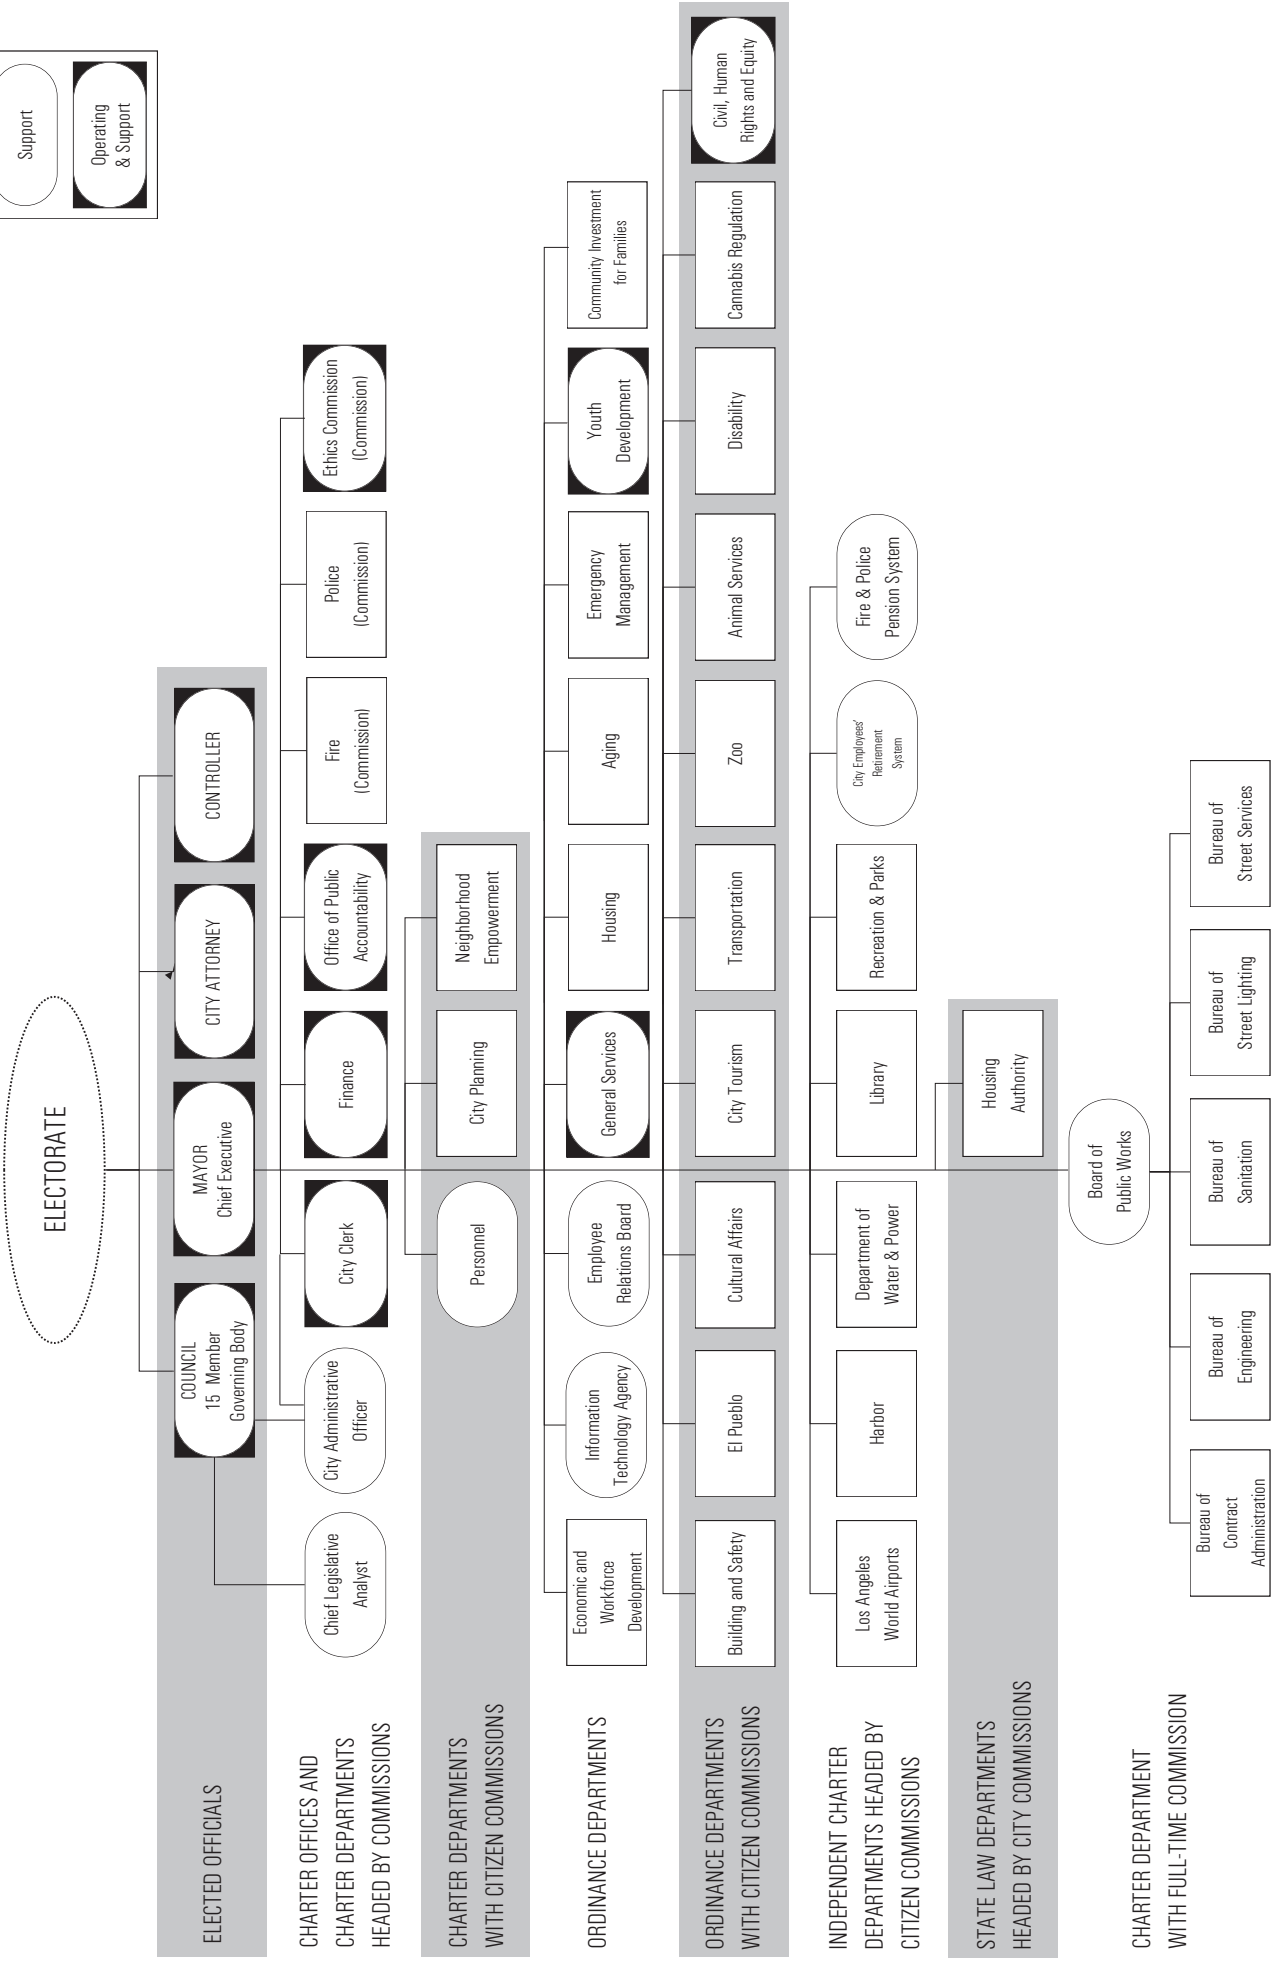 Support
Operating
& Support
ELECTORATE
ELECTED OFFICIALS
COUNCIL
15 Member
Governing Body
MAYOR
Chief Executive
CITY ATTORNEY
CONTROLLER
CHARTER OFFICES AND
CHARTER DEPARTMENTS
HEADED BY COMMISSIONS
Chief Legislative
Analyst
City Administrative
Officer
City Clerk
Finance
Office of Public
Accountability
Fire
(Commission)
Police
(Commission)
Ethics Commission
(Commission)
CHARTER DEPARTMENTS
WITH CITIZEN COMMISSIONS
Personnel
City Planning
Neighborhood
Empowerment
ORDINANCE DEPARTMENTS
Economic and
Workforce
Development
Information
Technology Agency
Employee
Relations Board
General Services
Housing
Aging
Emergency
Management
Youth
Development
Community Investment
for Families
ORDINANCE DEPARTMENTS
WITH CITIZEN COMMISSIONS
Building and Safety
El Pueblo
Cultural Affairs
City Tourism
Transportation
Zoo
Animal Services
Disability
Cannabis Regulation
Civil, Human
Rights and Equity
INDEPENDENT CHARTER
DEPARTMENTS HEADED BY
CITIZEN COMMISSIONS
Los Angeles
World Airports
Harbor
Department of
Water & Power
Library
Recreation & Parks
City Employees'
Retirement
System
Fire & Police
Pension System
STATE LAW DEPARTMENTS
HEADED BY CITY COMMISSIONS
Housing
Authority
CHARTER DEPARTMENT
WITH FULL-TIME COMMISSION
Board of
Public Works
Bureau of
Contract
Administration
Bureau of
Engineering
Bureau of
Sanitation
Bureau of
Street Lighting
Bureau of
Street Services